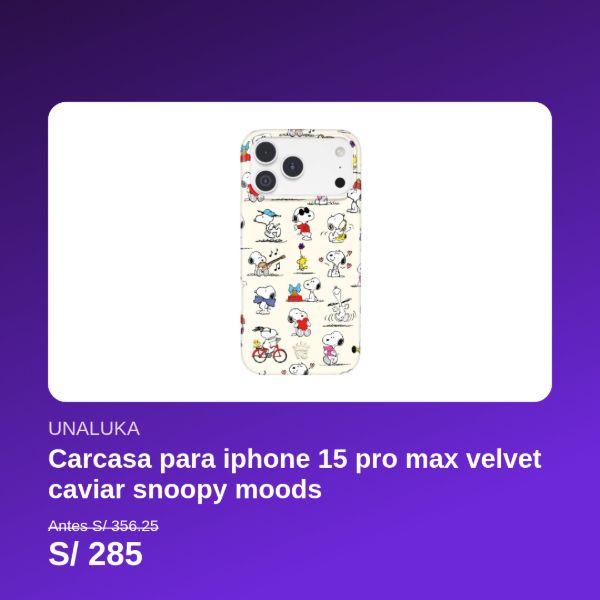 UNALUKA
Carcasa para iphone 15 pro max velvet
caviar snoopy moods
Antes S/ 356.25
S/ 285